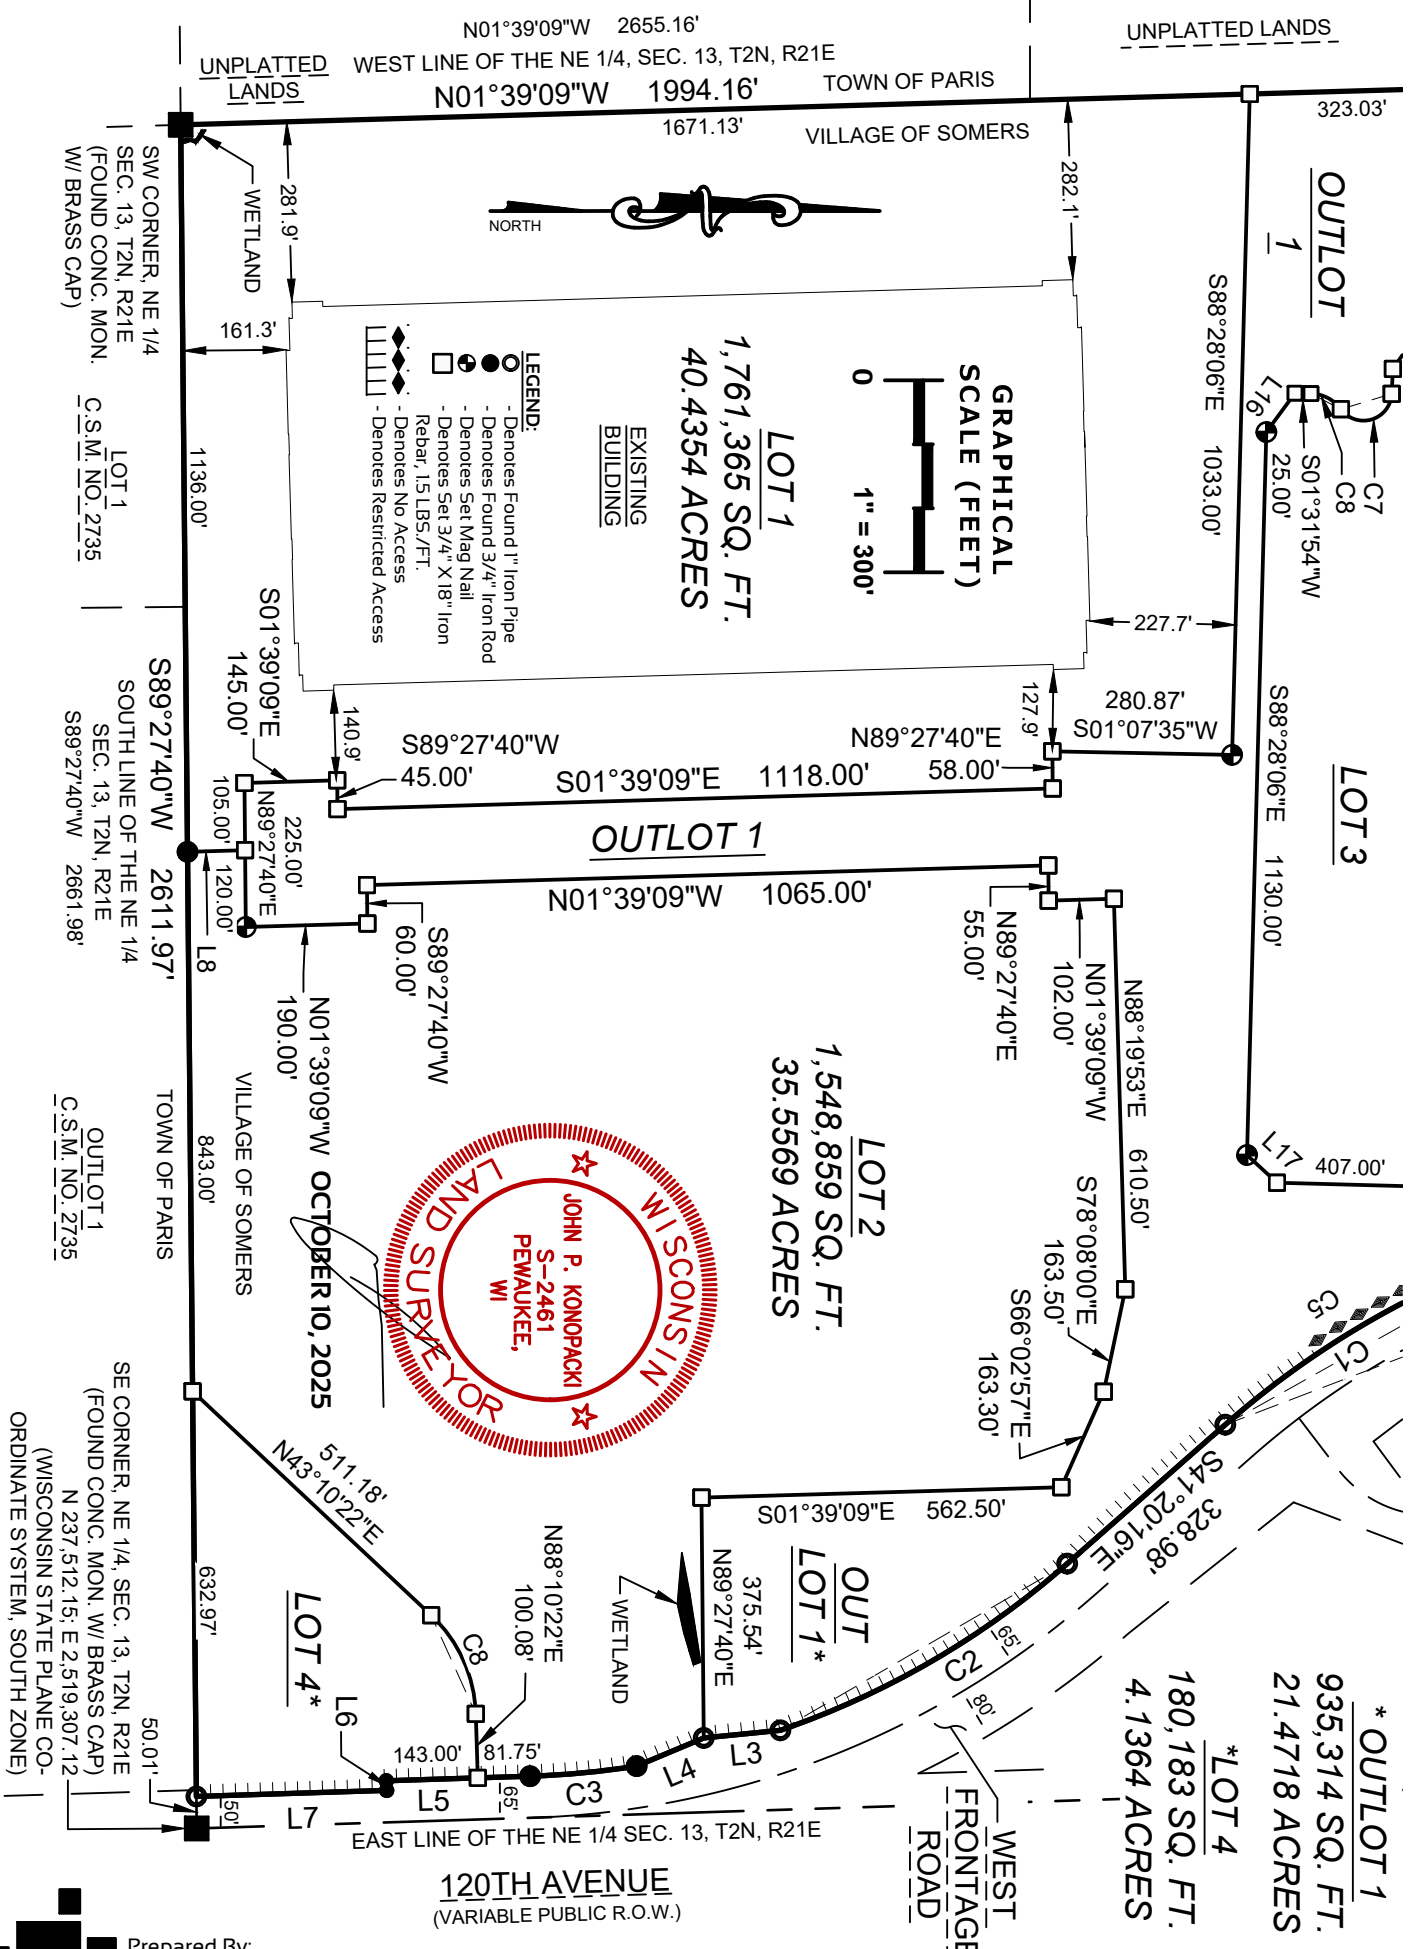 N01°39'09"W 2655.16'
WEST LINE OF THE NE 1/4, SEC. 13, T2N, R21E
N01°39'09"W 1994.16'
TOWN OF PARIS
1671.13'
VILLAGE OF SOMERS
UNPLATTED
LANDS
UNPLATTED LANDS
323.03'
OUTLOT
1
S88°28'06"E 1033.00'
282.1'
281.9'
NORTH
WETLAND
SW CORNER, NE 1/4
SEC. 13, T2N, R21E
(FOUND CONC. MON.
W/ BRASS CAP)
161.3'
1136.00'
LOT 1
C.S.M. NO. 2735
GRAPHICAL
SCALE (FEET)
0 1" = 300'
LOT 1
1,761,365 SQ. FT.
40.4354 ACRES
EXISTING
BUILDING
LEGEND:
- Denotes Found 1" Iron Pipe
- Denotes Found 3/4" Iron Rod
- Denotes Set Mag Nail
- Denotes Set 3/4" X 18" Iron
Rebar, 1.5 LBS./FT.
- Denotes No Access
- Denotes Restricted Access
L16
C7
C8
S01°31'54"W
25.00'
227.7'
S88°28'06"E 1130.00'
LOT 3
280.87'
S01°07'35"W
127.9'
N89°27'40"E
58.00'
140.9'
S89°27'40"W
45.00'
S01°39'09"E 1118.00'
S01°39'09"E
145.00'
OUTLOT 1
N01°39'09"W 1065.00'
225.00'
N89°27'40"E
105.00'
120.00'
L8
S89°27'40"W 2611.97'
SOUTH LINE OF THE NE 1/4
SEC. 13, T2N, R21E
S89°27'40"W 2661.98'
S89°27'40"W
60.00'
N01°39'09"W
190.00'
N89°27'40"E
55.00'
N01°39'09"W
102.00'
N88°19'53"E 610.50'
L17
407.00'
LOT 2
1,548,859 SQ. FT.
35.5569 ACRES
S78°08'00"E
163.50'
S66°02'57"E
163.30'
S01°39'09"E 562.50'
VILLAGE OF SOMERS
TOWN OF PARIS
843.00'
OUTLOT 1
C.S.M. NO. 2735
OCTOBER 10, 2025
WISCONSIN
JOHN P. KONOPACKI
S-2461
PEWAUKEE,
WI
LAND SURVEYOR
C5
C1
S41°20'16"E
328.98'
511.18'
N43°10'22"E
632.97'
SE CORNER, NE 1/4, SEC. 13, T2N, R21E
(FOUND CONC. MON. W/ BRASS CAP)
N 237,512.15; E 2,519,307.12
(WISCONSIN STATE PLANE CO-
ORDINATE SYSTEM, SOUTH ZONE)
50.01'
50'
LOT 4*
C8
N88°10'22"E
100.08'
WETLAND
375.54'
N89°27'40"E
OUT
LOT 1*
L6
143.00'
81.75'
L7
L5
65'
C3
L4
L3
C2
65'
80'
WEST
FRONTAGE
ROAD
*OUTLOT 1
935,314 SQ. FT.
21.4718 ACRES
*LOT 4
180,183 SQ. FT.
4.1364 ACRES
EAST LINE OF THE NE 1/4 SEC. 13, T2N, R21E
120TH AVENUE
(VARIABLE PUBLIC R.O.W.)
Prepared By: